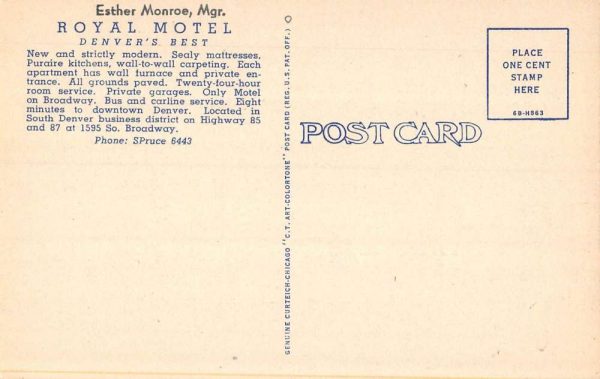 Esther Monroe, Mgr.
ROYAL MOTEL
DENVER'S BEST
New and strictly modern. Sealy mattresses,
Puraire kitchens, wall-to-wall carpeting. Each
apartment has wall furnace and private en-
trance. All grounds paved. Twenty-four-hour
room service. Private garages. Only Motel
on Broadway. Bus and carline service. Eight
minutes to downtown Denver. Located in
South Denver business district on Highway 85
and 87 at 1595 So. Broadway.
Phone: SPruce 6443
GENUINE CURTEICH-CHICAGO "C.T. ART-COLORTONE" POST CARD (REG. U.S. PAT. OFF.)
POST CARD
PLACE
ONE CENT
STAMP
HERE
6B-H863